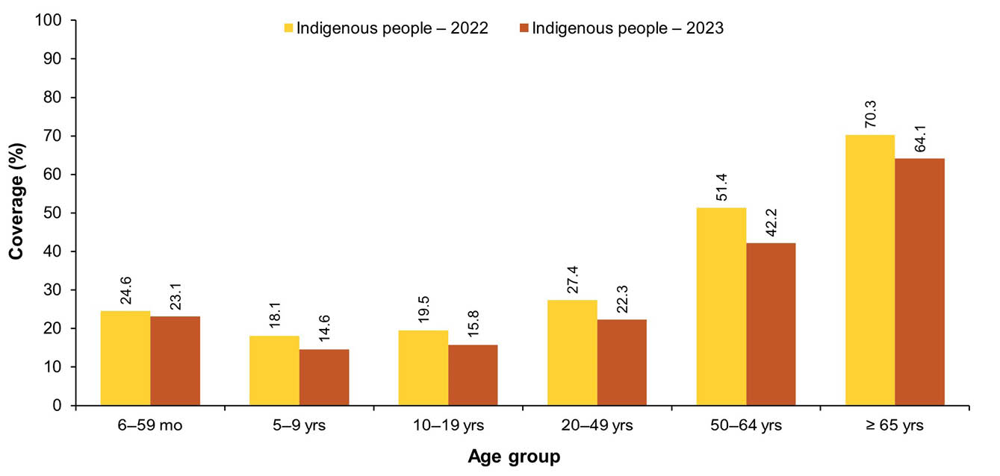 Indigenous people – 2022 Indigenous people – 2023
Coverage (%)
100
90
80
70
60
50
40
30
20
10
0
24.6 23.1 18.1 14.6 19.5 15.8 27.4 22.3 51.4 42.2 70.3 64.1
6–59 mo 5–9 yrs 10–19 yrs 20–49 yrs 50–64 yrs ≥ 65 yrs
Age group